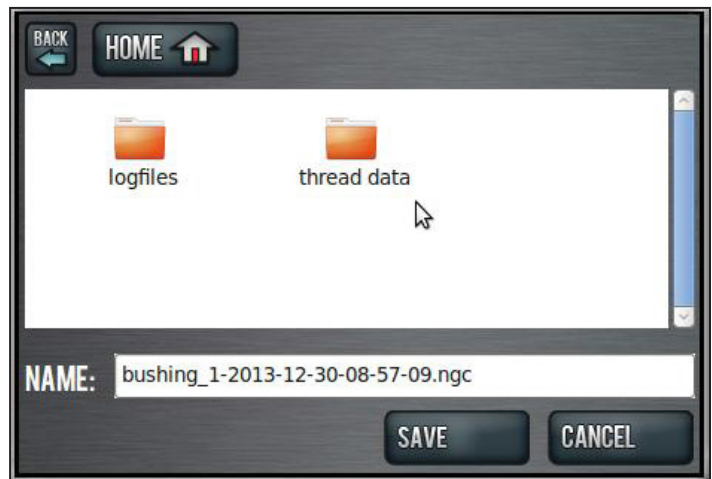 BACK
HOME
logfiles thread data
NAME: bushing_1-2013-12-30-08-57-09.ngc
SAVE CANCEL